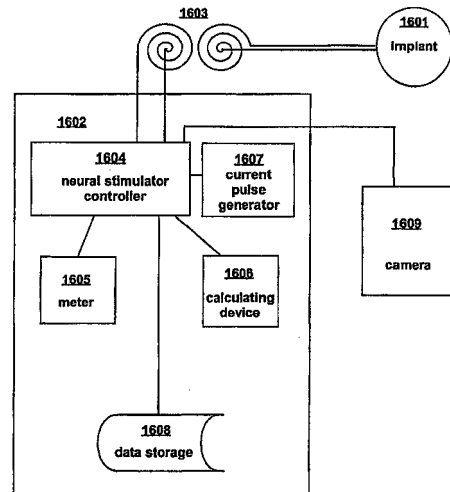 1603
1601
implant
1602
1604
neural stimulator
controller
1607
current
pulse
generator
1609
camera
1605
meter
1606
calculating
device
1608
data storage